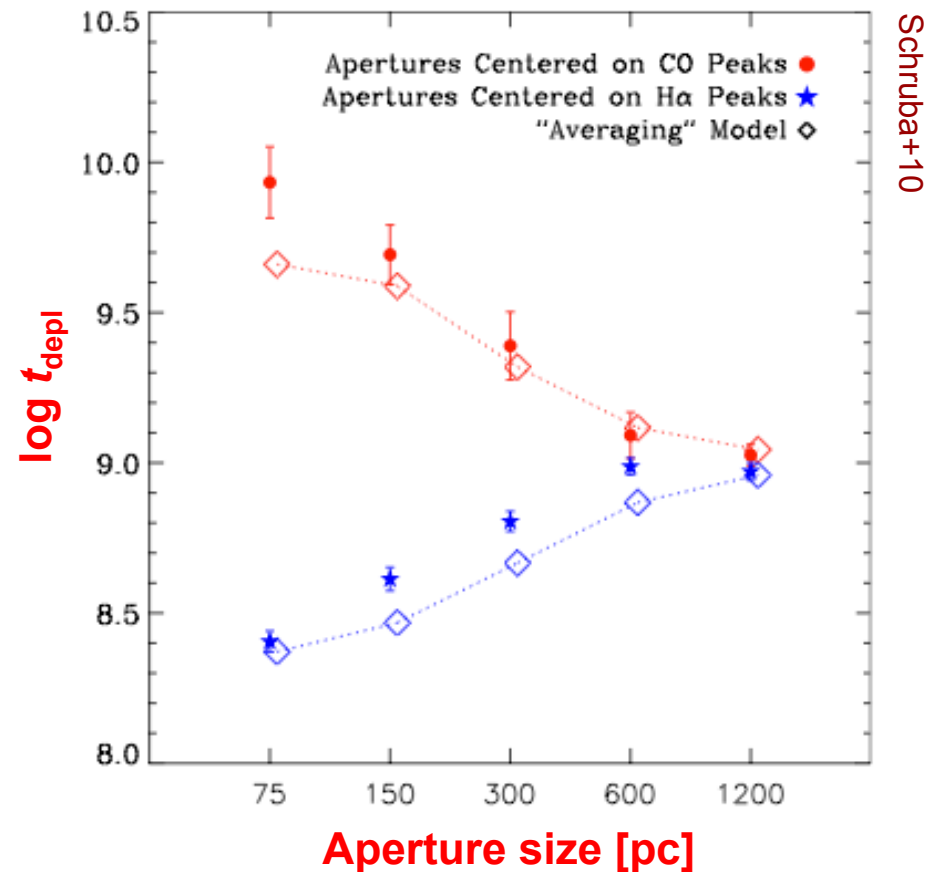 Schruba+10
Apertures Centered on CO Peaks
Apertures Centered on Hα Peaks
"Averaging" Model
10.5
10.0
9.5
9.0
8.5
8.0
log t_depl
75 150 300 600 1200
Aperture size [pc]